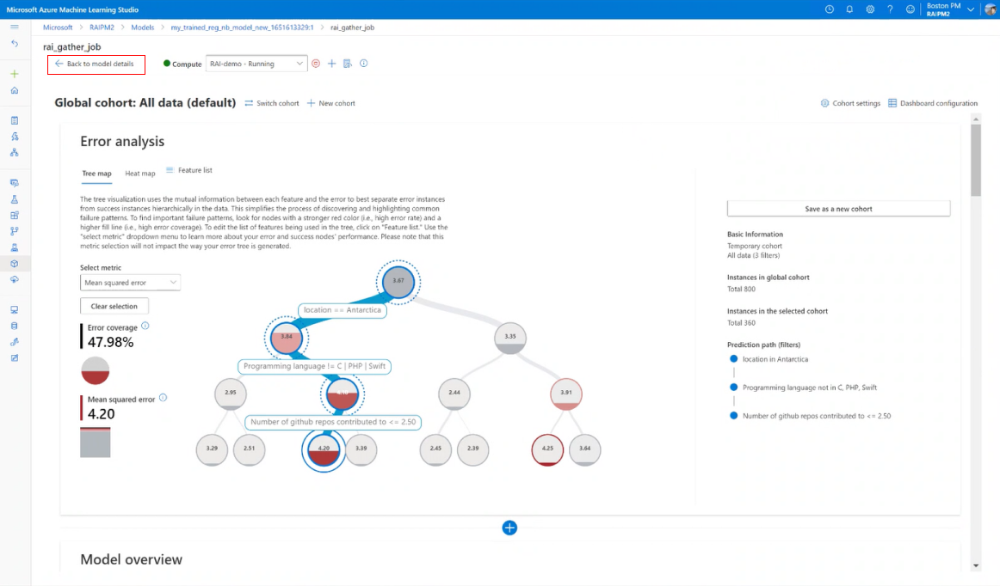 Microsoft Azure Machine Learning Studio
Boston PM
RAIPM2
Microsoft > RAIPM2 > Models > my_trained_reg_nb_model_new_1651613329:1 > rai_gather_job
rai_gather_job
Back to model details
Compute
RAI-demo - Running
Global cohort: All data (default)
Switch cohort
New cohort
Cohort settings
Dashboard configuration
Error analysis
Tree map
Heat map
Feature list
The tree visualization uses the mutual information between each feature and the error to best separate error instances
from success instances hierarchically in the data. This simplifies the process of discovering and highlighting common
failure patterns. To find important failure patterns, look for nodes with a stronger red color (i.e., high error rate) and a
higher fill line (i.e., high error coverage). To edit the list of features being used in the tree, click on "Feature list." Use the
"select metric" dropdown menu to learn more about your error and success nodes' performance. Please note that this
metric selection will not impact the way your error tree is generated.
Select metric
Mean squared error
Clear selection
Error coverage
47.98%
Mean squared error
4.20
3.67
location == Antarctica
3.84
3.35
Programming language != C | PHP | Swift
2.95
2.44
3.91
Number of github repos contributed to <= 2.50
3.29
2.51
4.20
3.39
2.45
2.39
4.25
3.64
Save as a new cohort
Basic Information
Temporary cohort
All data (3 filters)
Instances in global cohort
Total 800
Instances in the selected cohort
Total 360
Prediction path (filters)
location in Antarctica
Programming language not in C, PHP, Swift
Number of github repos contributed to <= 2.50
Model overview